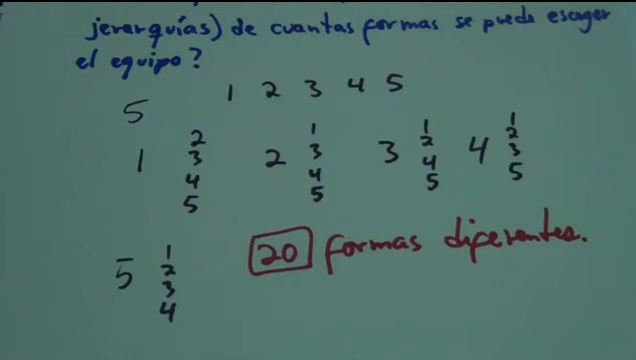 jerarquías) de cuantas formas se puede escoger
el equipo?
5 1 2 3 4 5
1 2 3 4 5
2 1 3 4 5
3 1 2 4 5
4 1 2 3 5
5 1 2 3 4
20 formas diferentes.